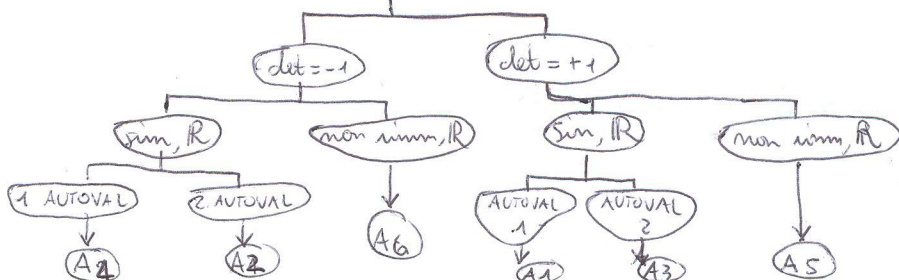 det = -1 det = +1
sim, ℝ non simm, ℝ sim, ℝ non simm, ℝ
1 AUTOVAL 2 AUTOVAL AUTOVAL 1 AUTOVAL 2
A2 A6 A1 A3 A5